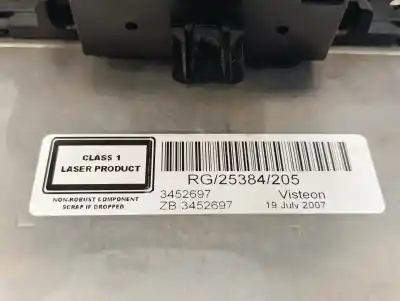 CLASS 1
LASER PRODUCT
NON-ROBUST COMPONENT
SCRAP IF DROPPED
RG/25384/205
3452697 Visteon
ZB 3452697 19 July 2007